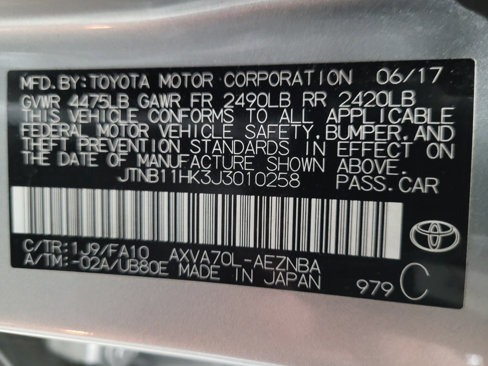 MFD.BY:TOYOTA MOTOR CORPORATION 06/17
GVWR 4475LB GAWR FR 2490LB RR 2420LB
THIS VEHICLE CONFORMS TO ALL APPLICABLE
FEDERAL MOTOR VEHICLE SAFETY, BUMPER, AND
THEFT PREVENTION STANDARDS IN EFFECT ON
THE DATE OF MANUFACTURE SHOWN ABOVE.
JTNB11HK3J3010258 PASS.CAR
C/TR:1J9/FA10 AXVA70L-AEZNBA
A/TM:-02A/UB80E MADE IN JAPAN
979 C